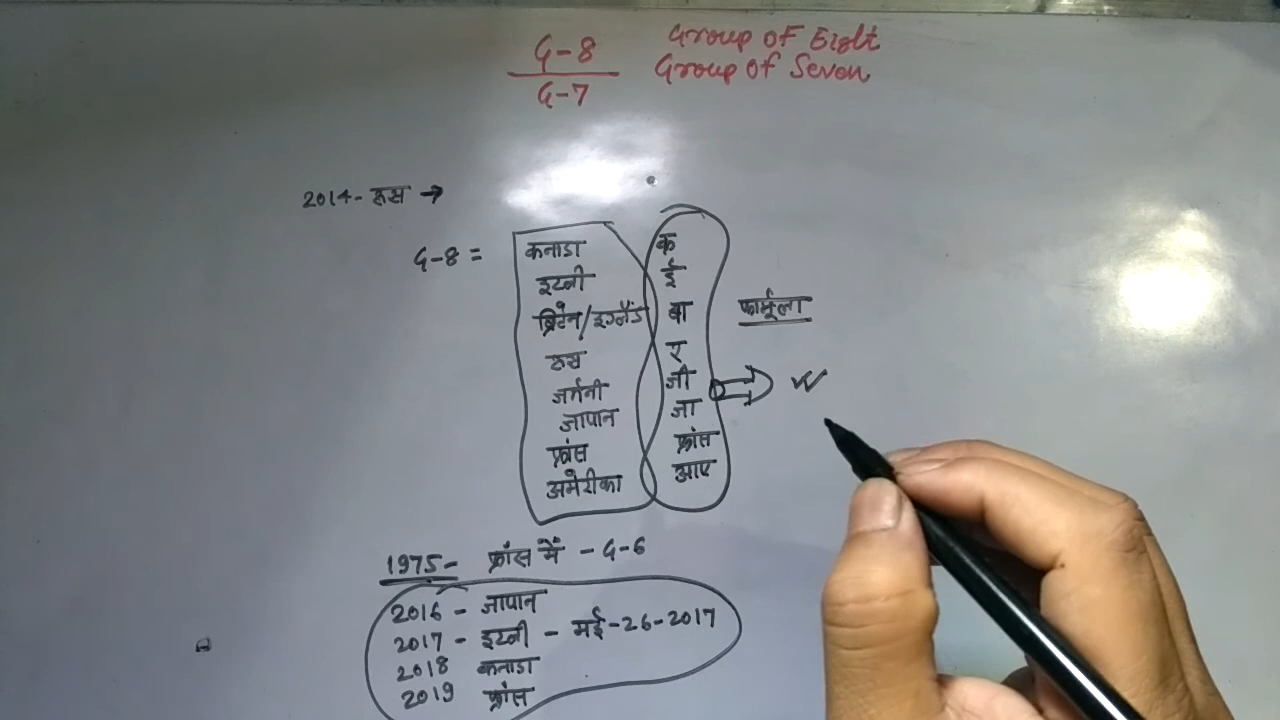 G-8 Group of Eight
G-7 Group of Seven
2014- रूस →
G-8 =
कनाडा
इटली
ब्रिटेन/इंग्लैंड
रूस
जर्मनी
जापान
फ्रांस
अमेरीका
क
ई
बा
र
जी
जा
फ्रांस
आए
फार्मूला
1975- फ्रांस में - G-6
2016 - जापान
2017 - इटली - मई-26-2017
2018 कनाडा
2019 फ्रांस